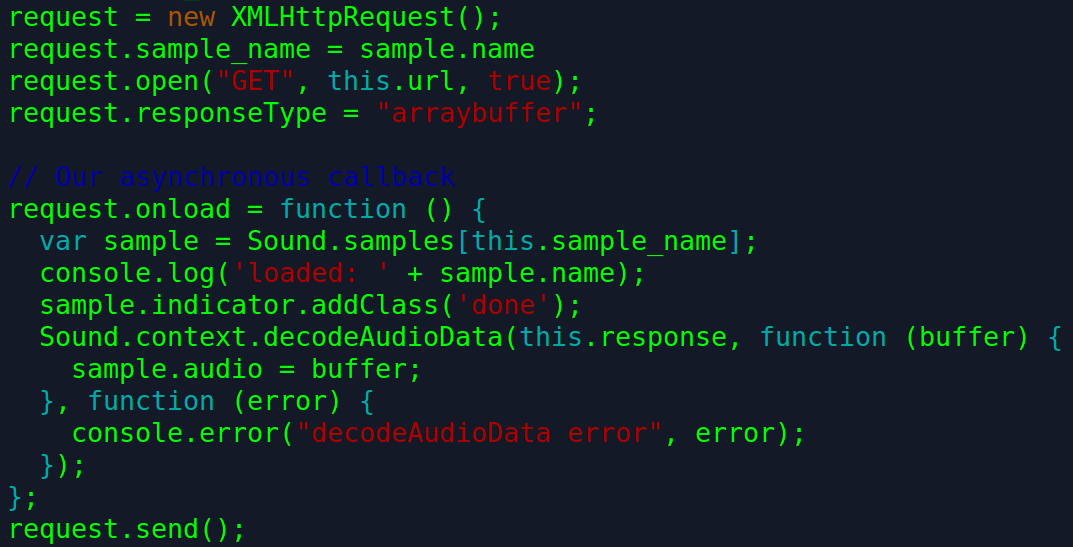 request = new XMLHttpRequest();
request.sample_name = sample.name
request.open("GET", this.url, true);
request.responseType = "arraybuffer";

// Our asynchronous callback
request.onload = function () {
  var sample = Sound.samples[this.sample_name];
  console.log('loaded: ' + sample.name);
  sample.indicator.addClass('done');
  Sound.context.decodeAudioData(this.response, function (buffer) {
    sample.audio = buffer;
  }, function (error) {
    console.error("decodeAudioData error", error);
  });
};
request.send();